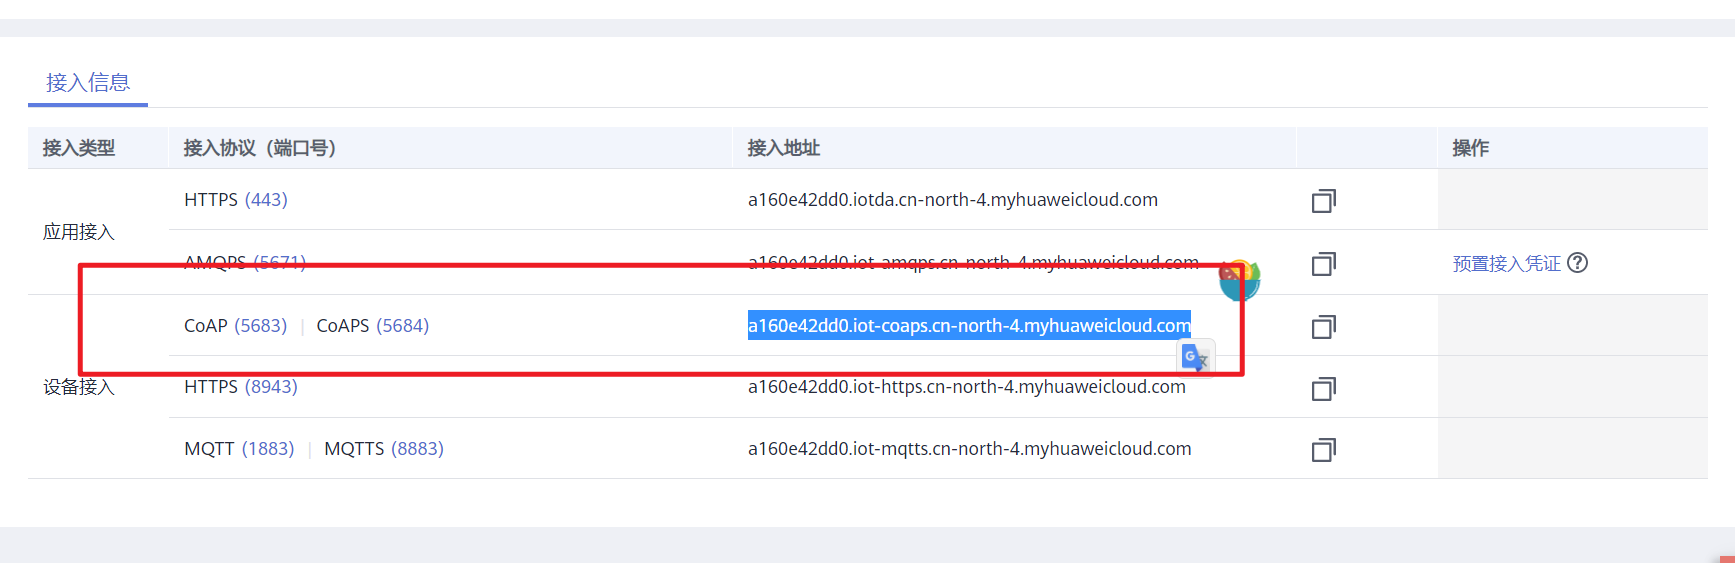 接入信息
接入类型 接入协议（端口号） 接入地址 操作
应用接入
HTTPS (443) a160e42dd0.iotda.cn-north-4.myhuaweicloud.com
AMQPS (5671) a160e42dd0.iot-amqps.cn-north-4.myhuaweicloud.com 预置接入凭证 ?
设备接入
CoAP (5683) | CoAPS (5684) a160e42dd0.iot-coaps.cn-north-4.myhuaweicloud.com
HTTPS (8943) a160e42dd0.iot-https.cn-north-4.myhuaweicloud.com
MQTT (1883) | MQTTS (8883) a160e42dd0.iot-mqtts.cn-north-4.myhuaweicloud.com